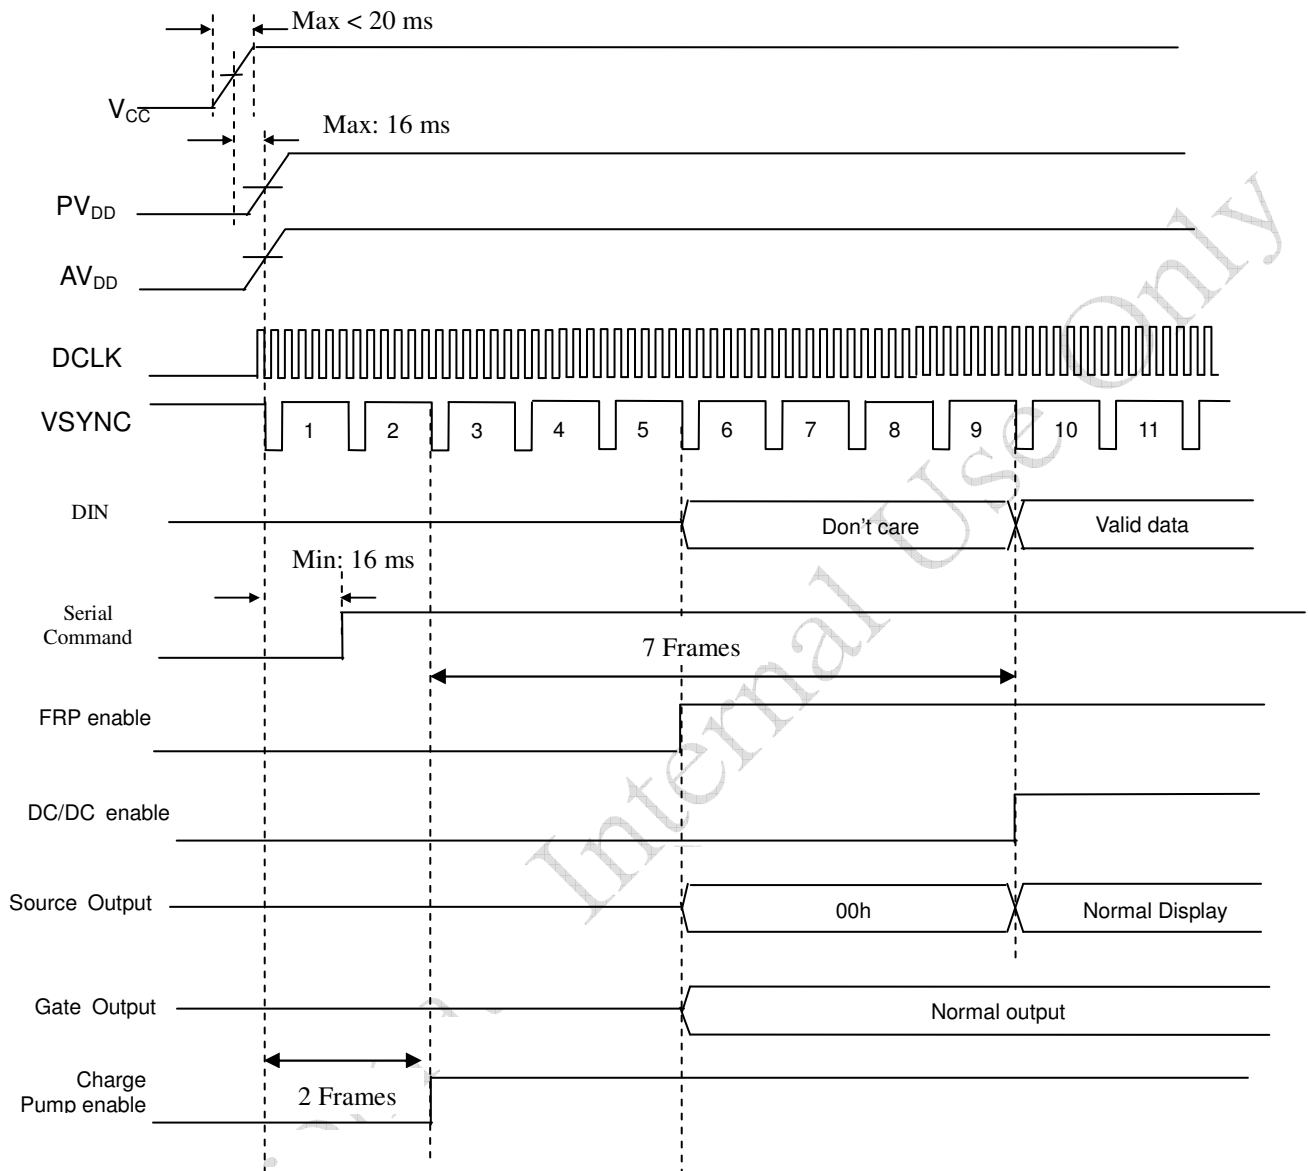 Max < 20 ms
VCC
Max: 16 ms
PVDD
AVDD
DCLK
VSYNC
1 2 3 4 5 6 7 8 9 10 11
DIN
Don't care
Valid data
Min: 16 ms
Serial
Command
7 Frames
FRP enable
DC/DC enable
Source Output
00h
Normal Display
Gate Output
Normal output
Charge
Pump enable
2 Frames
Internal Use Only